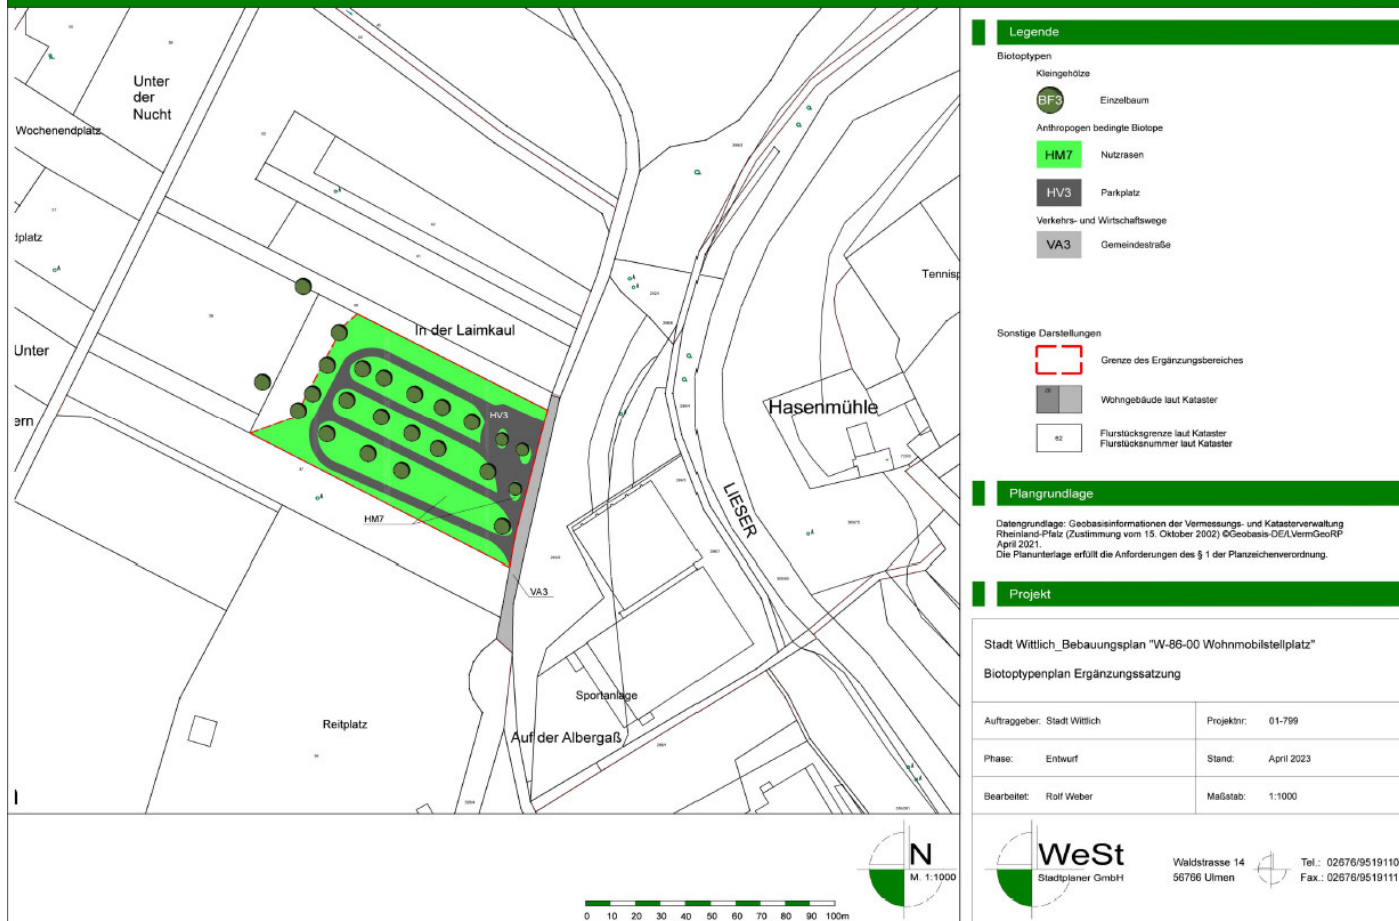 Unter
der
Nucht
Wochenendplatz
dplatz
Unter
ern
In der Laimkaul
HV3
HM7
VA3
Tennisp
Hasenmühle
LIESER
Sportanlage
Auf der Albergaß
Reitplatz
N
M. 1:1000
0 10 20 30 40 50 60 70 80 90 100m
Legende
Biotoptypen
Kleingehölze
BF3 Einzelbaum
Anthropogen bedingte Biotope
HM7 Nutzrasen
HV3 Parkplatz
Verkehrs- und Wirtschaftswege
VA3 Gemeindestraße
Sonstige Darstellungen
Grenze des Ergänzungsbereiches
Wohngebäude laut Kataster
62 Flurstücksgrenze laut Kataster
Flurstücksnummer laut Kataster
Plangrundlage
Datengrundlage: Geobasisinformationen der Vermessungs- und Katasterverwaltung
Rheinland-Pfalz (Zustimmung vom 15. Oktober 2002) ©Geobasis-DE/LVermGeoRP
April 2021.
Die Planunterlage erfüllt die Anforderungen des § 1 der Planzeichenverordnung.
Projekt
Stadt Wittlich_Bebauungsplan "W-86-00 Wohnmobilstellplatz"
Biotoptypenplan Ergänzungssatzung
Auftraggeber: Stadt Wittlich Projektnr: 01-799
Phase: Entwurf Stand: April 2023
Bearbeitet: Rolf Weber Maßstab: 1:1000
WeSt
Stadtplaner GmbH
Waldstrasse 14 Tel.: 02676/9519110
56766 Ulmen Fax.: 02676/9519111